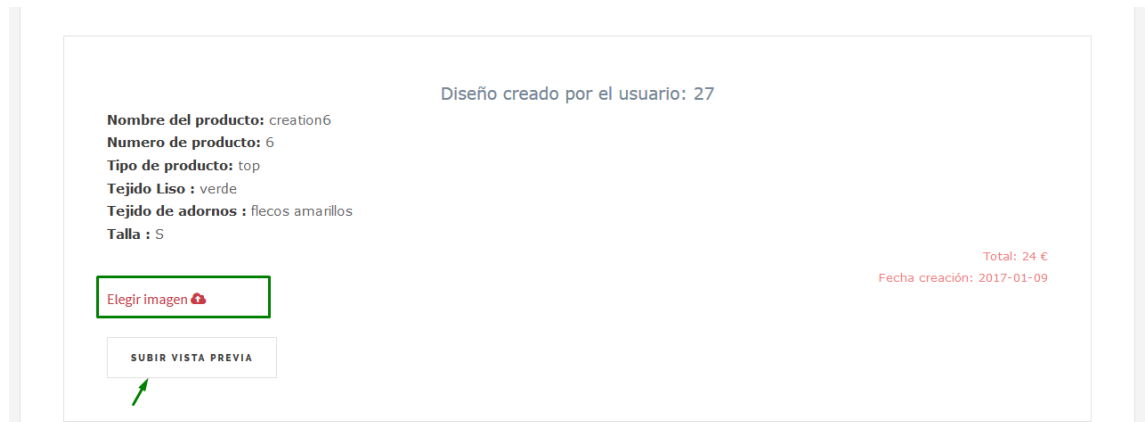 Diseño creado por el usuario: 27
Nombre del producto: creation6
Numero de producto: 6
Tipo de producto: top
Tejido Liso : verde
Tejido de adornos : flecos amarillos
Talla : S
Total: 24 €
Fecha creación: 2017-01-09
Elegir imagen
SUBIR VISTA PREVIA